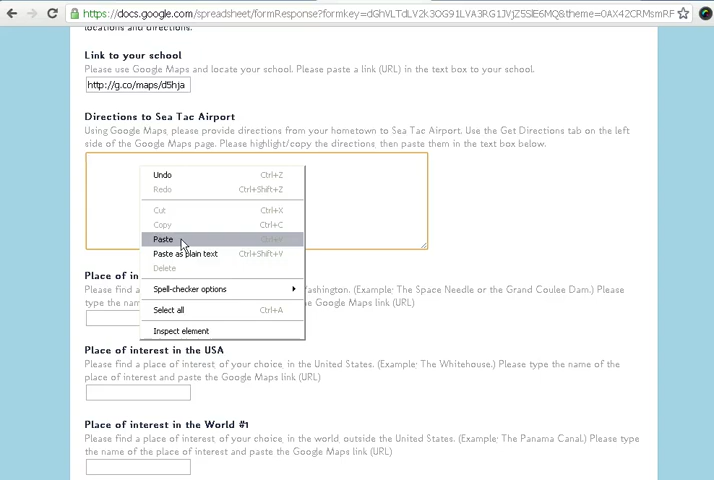 https://docs.google.com/spreadsheet/formResponse?formkey=dGhVLTdLV2k3OG91LVA3RG1JVjZ5SlE6MQ&theme=0AX42CRMsmRF
locations and directions.
Link to your school
Please use Google Maps and locate your school. Please paste a link (URL) in the text box to your school.
http://g.co/maps/d5hja
Directions to Sea Tac Airport
Using Google Maps, please provide directions from your hometown to Sea Tac Airport. Use the Get Directions tab on the left
side of the Google Maps page. Please highlight/copy the directions, then paste them in the text box below.
Undo Ctrl+Z
Redo Ctrl+Shift+Z
Cut Ctrl+X
Copy Ctrl+C
Paste Ctrl+V
Paste as plain text Ctrl+Shift+V
Delete
Spell-checker options
Select all Ctrl+A
Inspect element
Place of in
Please find a Washington. (Example: The Space Needle or the Grand Coulee Dam.) Please
type the nam he Google Maps link (URL)
Place of interest in the USA
Please find a place of interest, of your choice, in the United States. (Example: The Whitehouse.) Please type the name of the
place of interest and paste the Google Maps link (URL)
Place of interest in the World #1
Please find a place of interest, of your choice, in the world, outside the United States. (Example: The Panama Canal.) Please type
the name of the place of interest and paste the Google Maps link (URL)